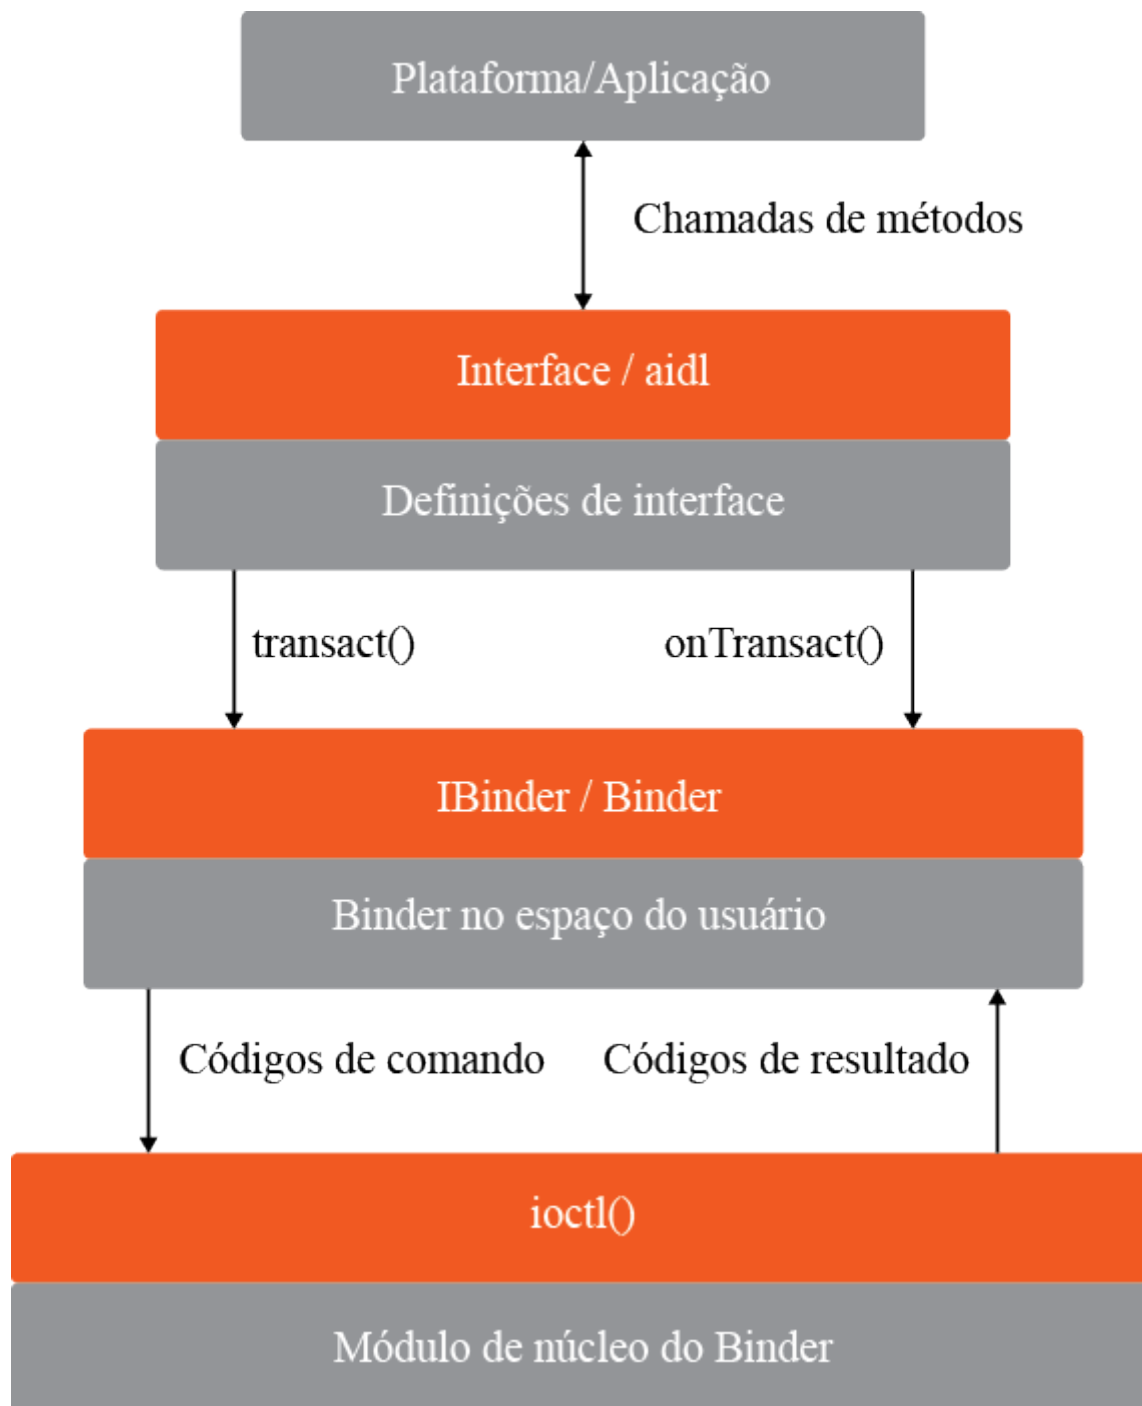 Plataforma/Aplicação
Chamadas de métodos
Interface / aidl
Definições de interface
transact()
onTransact()
IBinder / Binder
Binder no espaço do usuário
Códigos de comando
Códigos de resultado
ioctl()
Módulo de núcleo do Binder